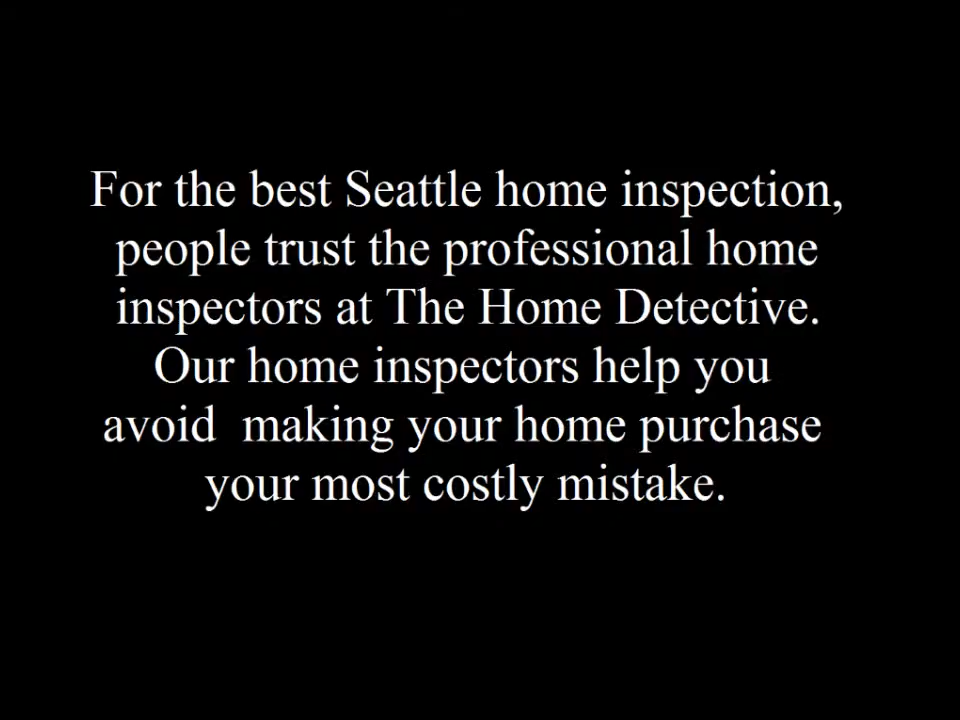 For the best Seattle home inspection,
people trust the professional home
inspectors at The Home Detective.
Our home inspectors help you
avoid  making your home purchase
your most costly mistake.